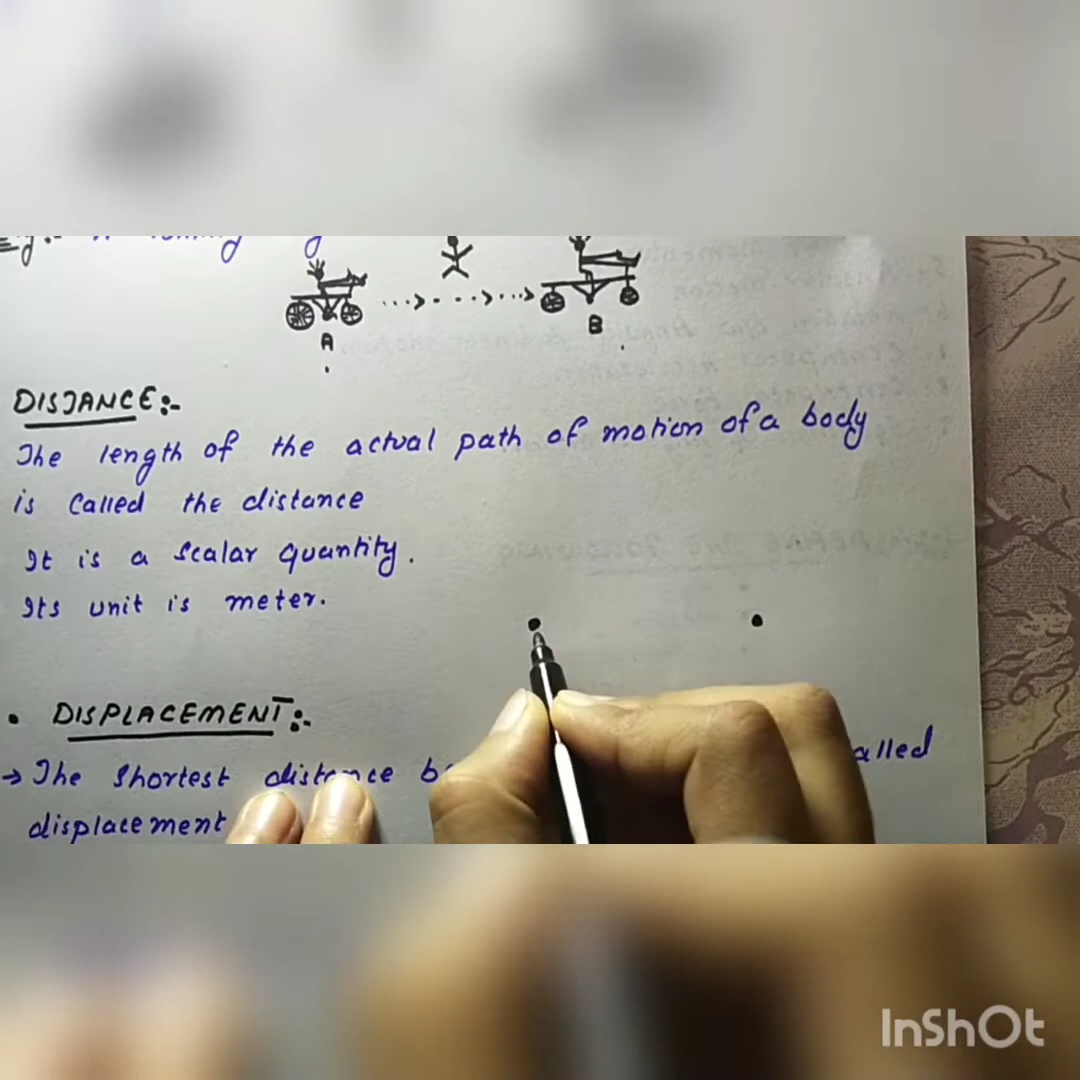 A
B
DISTANCE:-
The length of the actual path of motion of a body
is Called the distance
It is a scalar quantity.
Its unit is meter.
• DISPLACEMENT:-
→ The shortest distance alled
displacement
InShOt